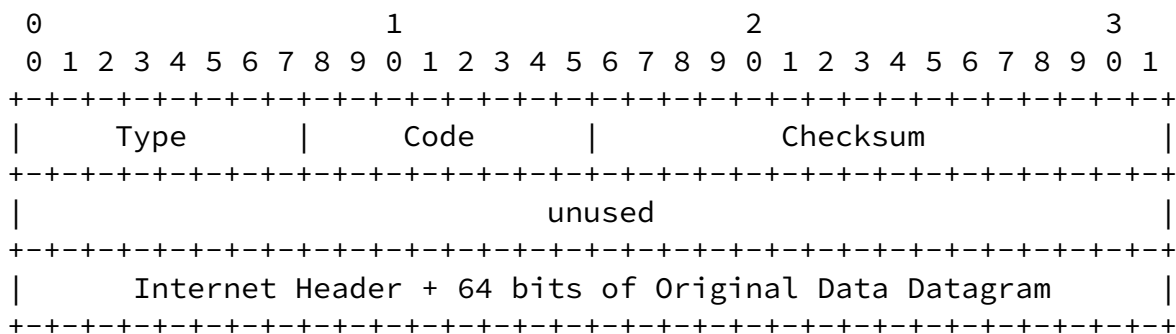 0                   1                   2                   3
0 1 2 3 4 5 6 7 8 9 0 1 2 3 4 5 6 7 8 9 0 1 2 3 4 5 6 7 8 9 0 1
+-+-+-+-+-+-+-+-+-+-+-+-+-+-+-+-+-+-+-+-+-+-+-+-+-+-+-+-+-+-+-+-+
|     Type      |     Code      |          Checksum             |
+-+-+-+-+-+-+-+-+-+-+-+-+-+-+-+-+-+-+-+-+-+-+-+-+-+-+-+-+-+-+-+-+
|                             unused                            |
+-+-+-+-+-+-+-+-+-+-+-+-+-+-+-+-+-+-+-+-+-+-+-+-+-+-+-+-+-+-+-+-+
|      Internet Header + 64 bits of Original Data Datagram      |
+-+-+-+-+-+-+-+-+-+-+-+-+-+-+-+-+-+-+-+-+-+-+-+-+-+-+-+-+-+-+-+-+